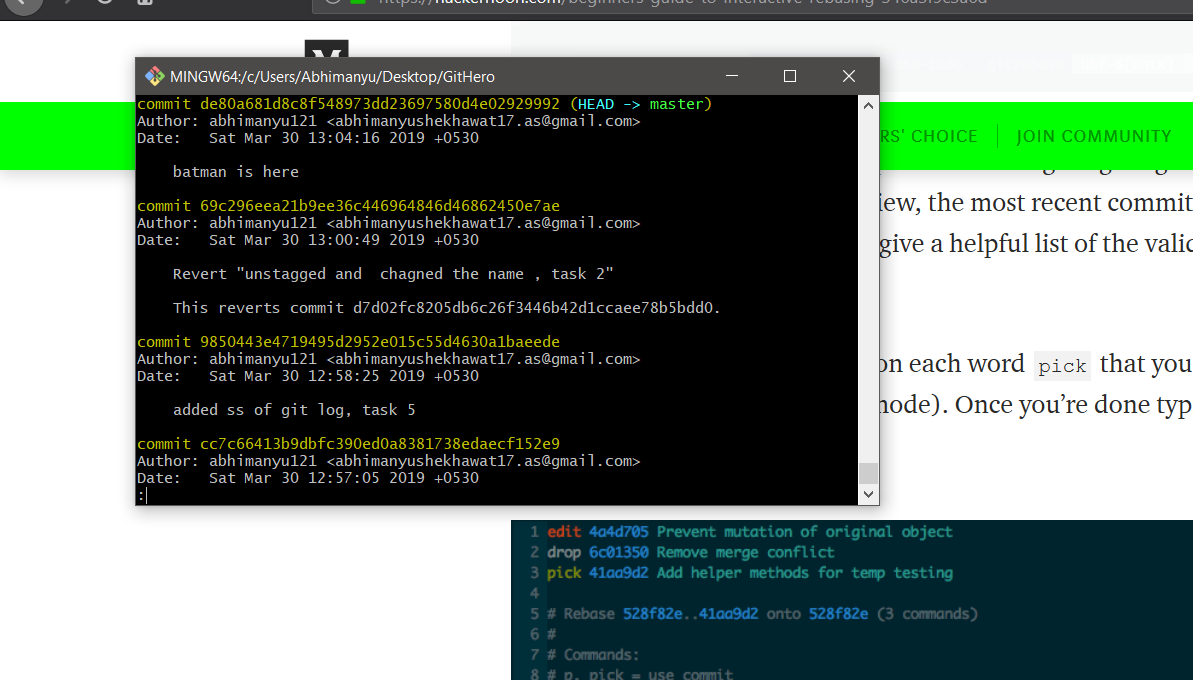 https://hackernoon.com/beginners-guide-to-interactive-rebasing-
MINGW64:/c/Users/Abhimanyu/Desktop/GitHero
commit de80a681d8c8f548973dd23697580d4e02929992 (HEAD -> master)
Author: abhimanyu121 <abhimanyushekhawat17.as@gmail.com>
Date:   Sat Mar 30 13:04:16 2019 +0530
batman is here
commit 69c296eea21b9ee36c446964846d46862450e7ae
Author: abhimanyu121 <abhimanyushekhawat17.as@gmail.com>
Date:   Sat Mar 30 13:00:49 2019 +0530
Revert "unstagged and  chagned the name , task 2"
This reverts commit d7d02fc8205db6c26f3446b42d1ccaee78b5bdd0.
commit 9850443e4719495d2952e015c55d4630a1baeede
Author: abhimanyu121 <abhimanyushekhawat17.as@gmail.com>
Date:   Sat Mar 30 12:58:25 2019 +0530
added ss of git log, task 5
commit cc7c66413b9dbfc390ed0a8381738edaecf152e9
Author: abhimanyu121 <abhimanyushekhawat17.as@gmail.com>
Date:   Sat Mar 30 12:57:05 2019 +0530
:
RS' CHOICE
JOIN COMMUNITY
iew, the most recent commit
give a helpful list of the valid
on each word pick that you
node). Once you're done typ
1 edit 4a4d705 Prevent mutation of original object
2 drop 6c01350 Remove merge conflict
3 pick 41aa9d2 Add helper methods for temp testing
4
5 # Rebase 528f82e..41aa9d2 onto 528f82e (3 commands)
6 #
7 # Commands:
8 # p, pick = use commit